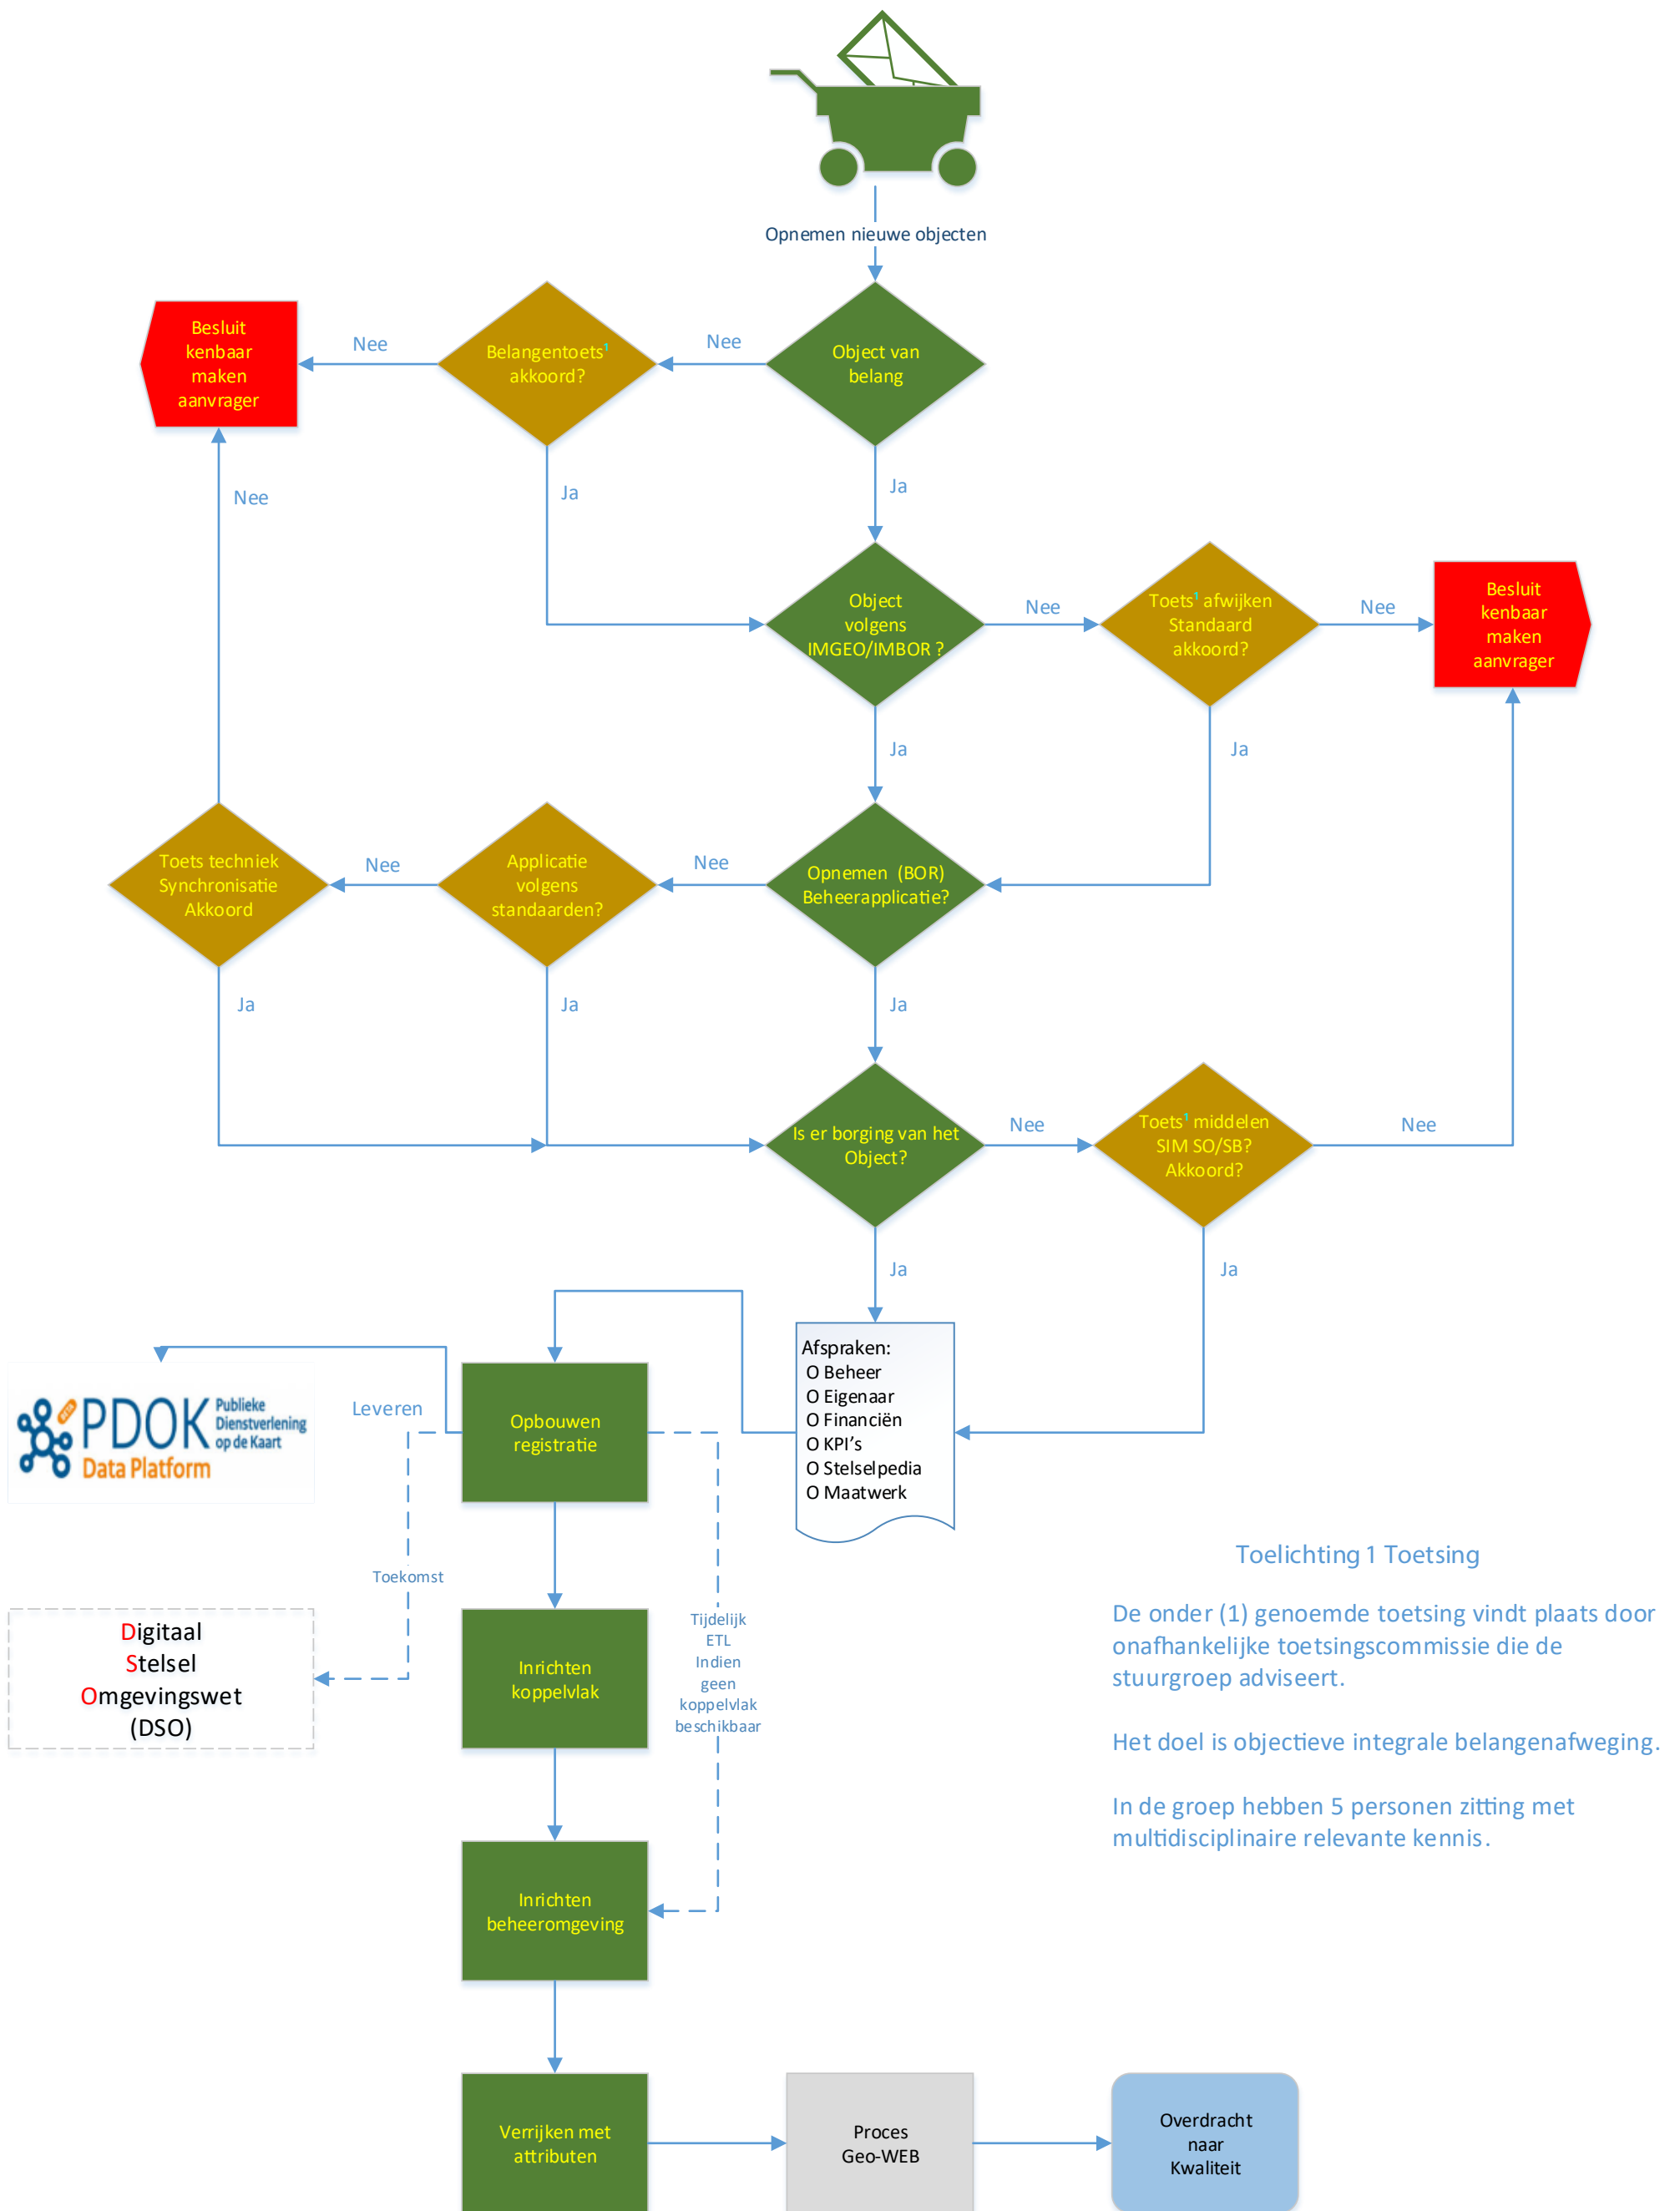 Opnemen nieuwe objecten
Besluit
kenbaar
maken
aanvrager
Nee
Belangentoets¹
akkoord?
Nee
Object van
belang
Nee
Ja
Ja
Object
volgens
IMGEO/IMBOR ?
Nee
Toets¹ afwijken
Standaard
akkoord?
Nee
Besluit
kenbaar
maken
aanvrager
Ja
Ja
Toets techniek
Synchronisatie
Akkoord
Nee
Applicatie
volgens
standaarden?
Nee
Opnemen (BOR)
Beheerapplicatie?
Ja
Ja
Ja
Is er borging van het
Object?
Nee
Toets¹ middelen
SIM SO/SB?
Akkoord?
Nee
Ja
Ja
Afspraken:
O Beheer
O Eigenaar
O Financiën
O KPI's
O Stelselpedia
O Maatwerk
BETA
PDOK
Publieke
Dienstverlening
op de Kaart
Data Platform
Leveren
Opbouwen
registratie
Toekomst
Digitaal
Stelsel
Omgevingswet
(DSO)
Inrichten
koppelvlak
Tijdelijk
ETL
Indien
geen
koppelvlak
beschikbaar
Toelichting 1 Toetsing
De onder (1) genoemde toetsing vindt plaats door
onafhankelijke toetsingscommissie die de
stuurgroep adviseert.
Het doel is objectieve integrale belangenafweging.
In de groep hebben 5 personen zitting met
multidisciplinaire relevante kennis.
Inrichten
beheeromgeving
Verrijken met
attributen
Proces
Geo-WEB
Overdracht
naar
Kwaliteit